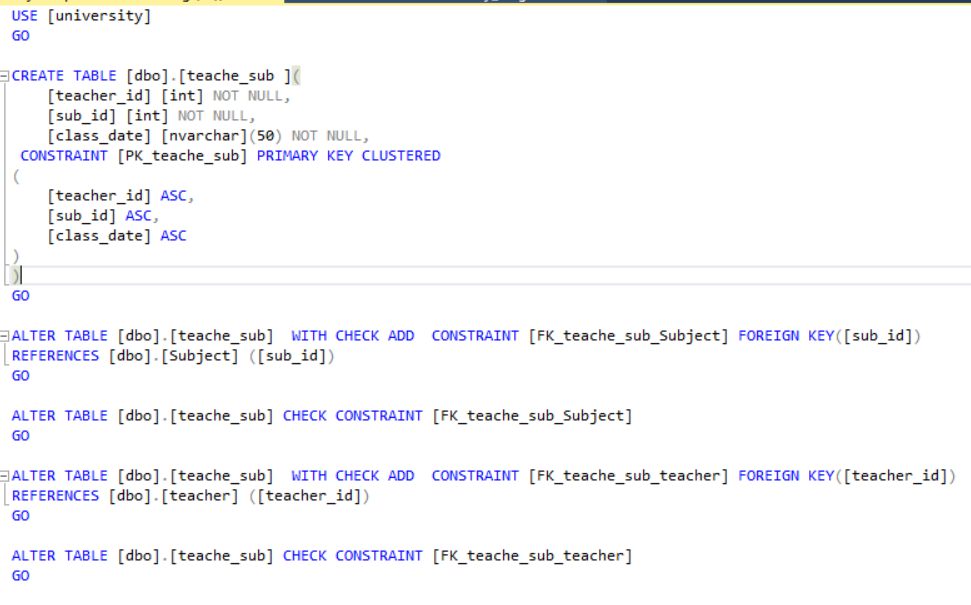 USE [university]
GO
CREATE TABLE [dbo].[teache_sub ](
[teacher_id] [int] NOT NULL,
[sub_id] [int] NOT NULL,
[class_date] [nvarchar](50) NOT NULL,
CONSTRAINT [PK_teache_sub] PRIMARY KEY CLUSTERED
(
[teacher_id] ASC,
[sub_id] ASC,
[class_date] ASC
)
)
GO
ALTER TABLE [dbo].[teache_sub]  WITH CHECK ADD  CONSTRAINT [FK_teache_sub_Subject] FOREIGN KEY([sub_id])
REFERENCES [dbo].[Subject] ([sub_id])
GO
ALTER TABLE [dbo].[teache_sub] CHECK CONSTRAINT [FK_teache_sub_Subject]
GO
ALTER TABLE [dbo].[teache_sub]  WITH CHECK ADD  CONSTRAINT [FK_teache_sub_teacher] FOREIGN KEY([teacher_id])
REFERENCES [dbo].[teacher] ([teacher_id])
GO
ALTER TABLE [dbo].[teache_sub] CHECK CONSTRAINT [FK_teache_sub_teacher]
GO